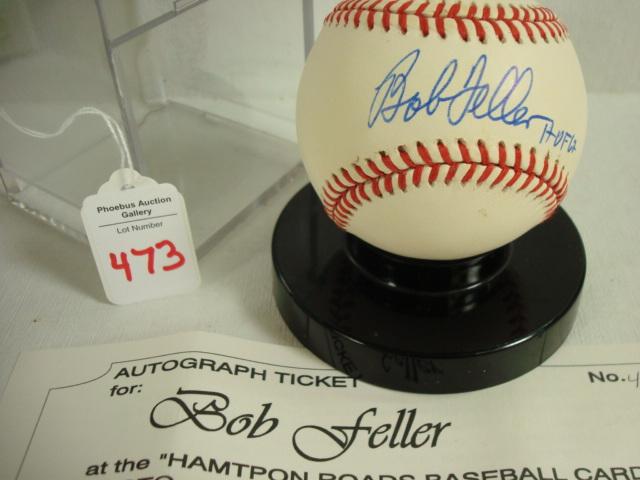 Bob Feller HOF 62
Phoebus Auction
Gallery
Lot Number
473
AUTOGRAPH TICKET
No.4
for:
Bob Feller
at the "HAMTPON ROADS BASEBALL CARD